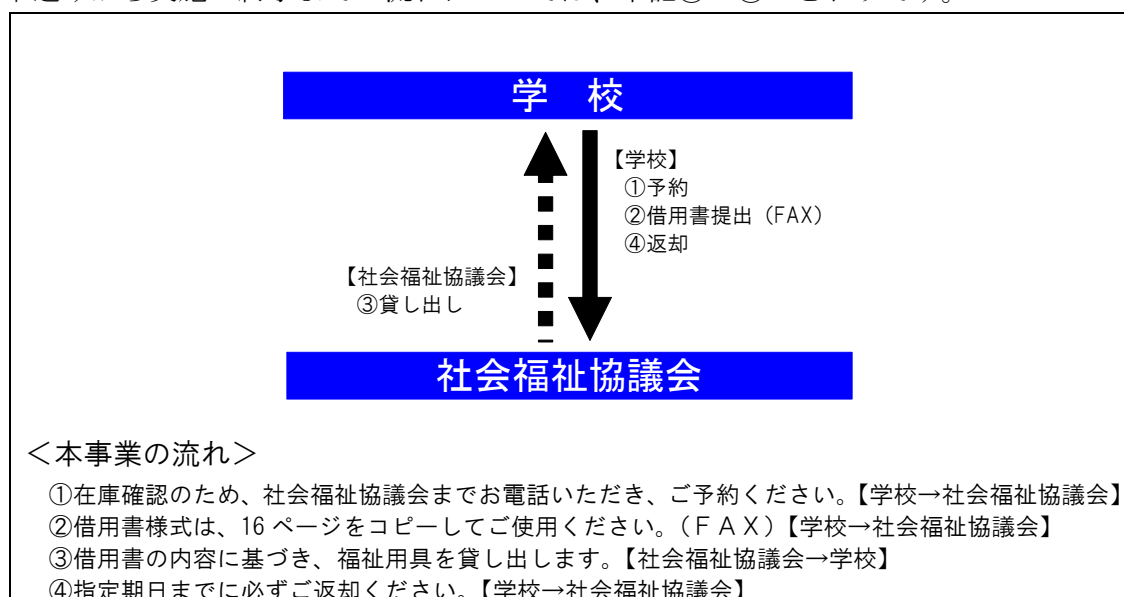 学　校
【学校】
①予約
②借用書提出（FAX）
④返却
【社会福祉協議会】
③貸し出し
社会福祉協議会
＜本事業の流れ＞
①在庫確認のため、社会福祉協議会までお電話いただき、ご予約ください。【学校→社会福祉協議会】
②借用書様式は、16 ページをコピーしてご使用ください。（ＦＡＸ）【学校→社会福祉協議会】
③借用書の内容に基づき、福祉用具を貸し出します。【社会福祉協議会→学校】
④指定期日までに必ずご返却ください。【学校→社会福祉協議会】